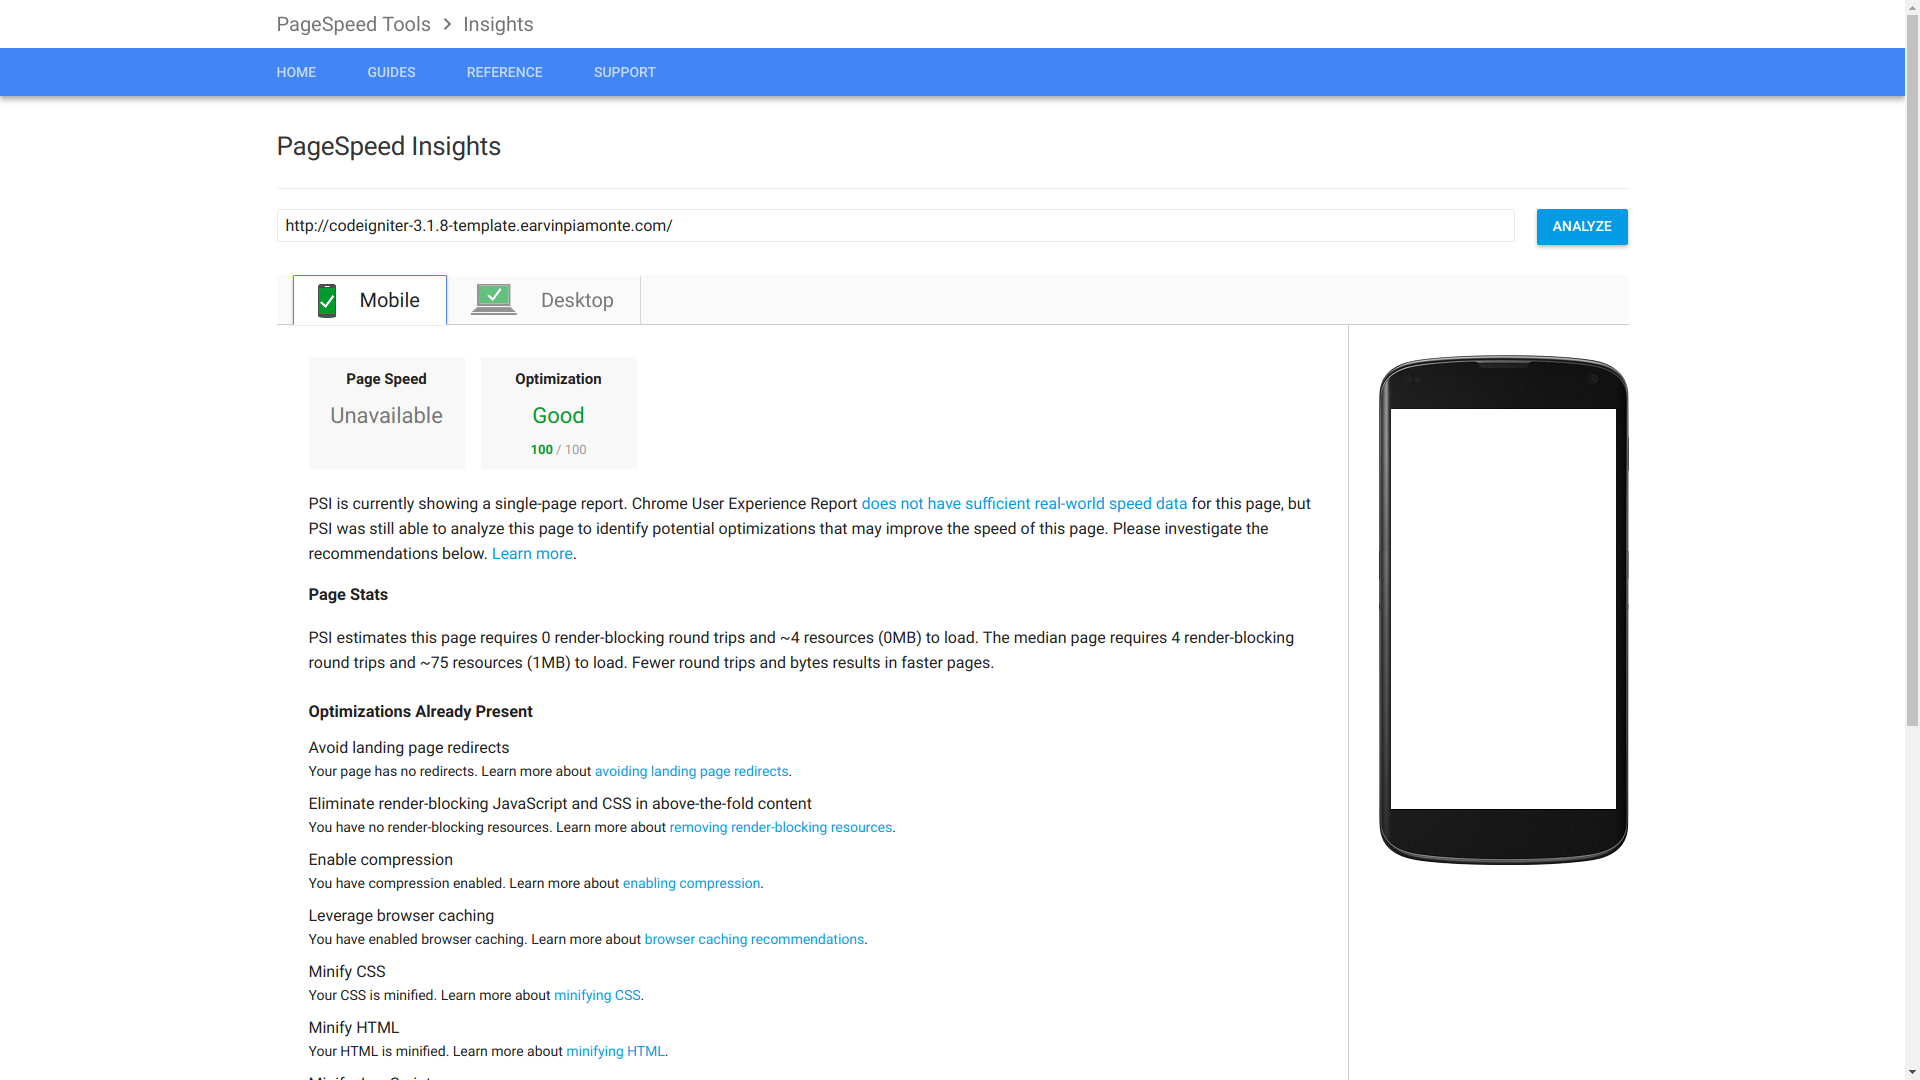 PageSpeed Tools > Insights
HOME GUIDES REFERENCE SUPPORT
PageSpeed Insights
http://codeigniter-3.1.8-template.earvinpiamonte.com/
ANALYZE
Mobile Desktop
Page Speed
Unavailable
Optimization
Good
100 / 100
PSI is currently showing a single-page report. Chrome User Experience Report does not have sufficient real-world speed data for this page, but
PSI was still able to analyze this page to identify potential optimizations that may improve the speed of this page. Please investigate the
recommendations below. Learn more.
Page Stats
PSI estimates this page requires 0 render-blocking round trips and ~4 resources (0MB) to load. The median page requires 4 render-blocking
round trips and ~75 resources (1MB) to load. Fewer round trips and bytes results in faster pages.
Optimizations Already Present
Avoid landing page redirects
Your page has no redirects. Learn more about avoiding landing page redirects.
Eliminate render-blocking JavaScript and CSS in above-the-fold content
You have no render-blocking resources. Learn more about removing render-blocking resources.
Enable compression
You have compression enabled. Learn more about enabling compression.
Leverage browser caching
You have enabled browser caching. Learn more about browser caching recommendations.
Minify CSS
Your CSS is minified. Learn more about minifying CSS.
Minify HTML
Your HTML is minified. Learn more about minifying HTML.